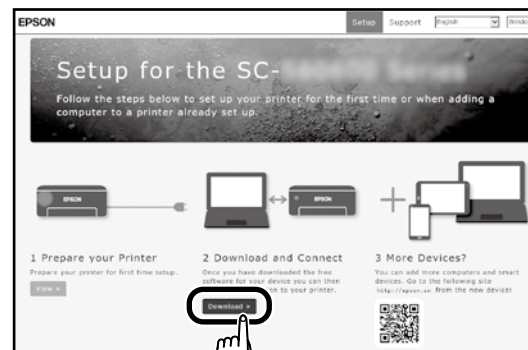 EPSON
Setup Support English
Setup for the SC-
Follow the steps below to set up your printer for the first time or when adding a
computer to a printer already set up.
EPSON
EPSON
1 Prepare your Printer
Prepare your printer for first time setup.
View »
2 Download and Connect
Once you have downloaded the free
software for your device you can then
on to your printer.
Download »
3 More Devices?
You can add more computers and smart
devices. Go to the following site
http://epson.sn from the new device!